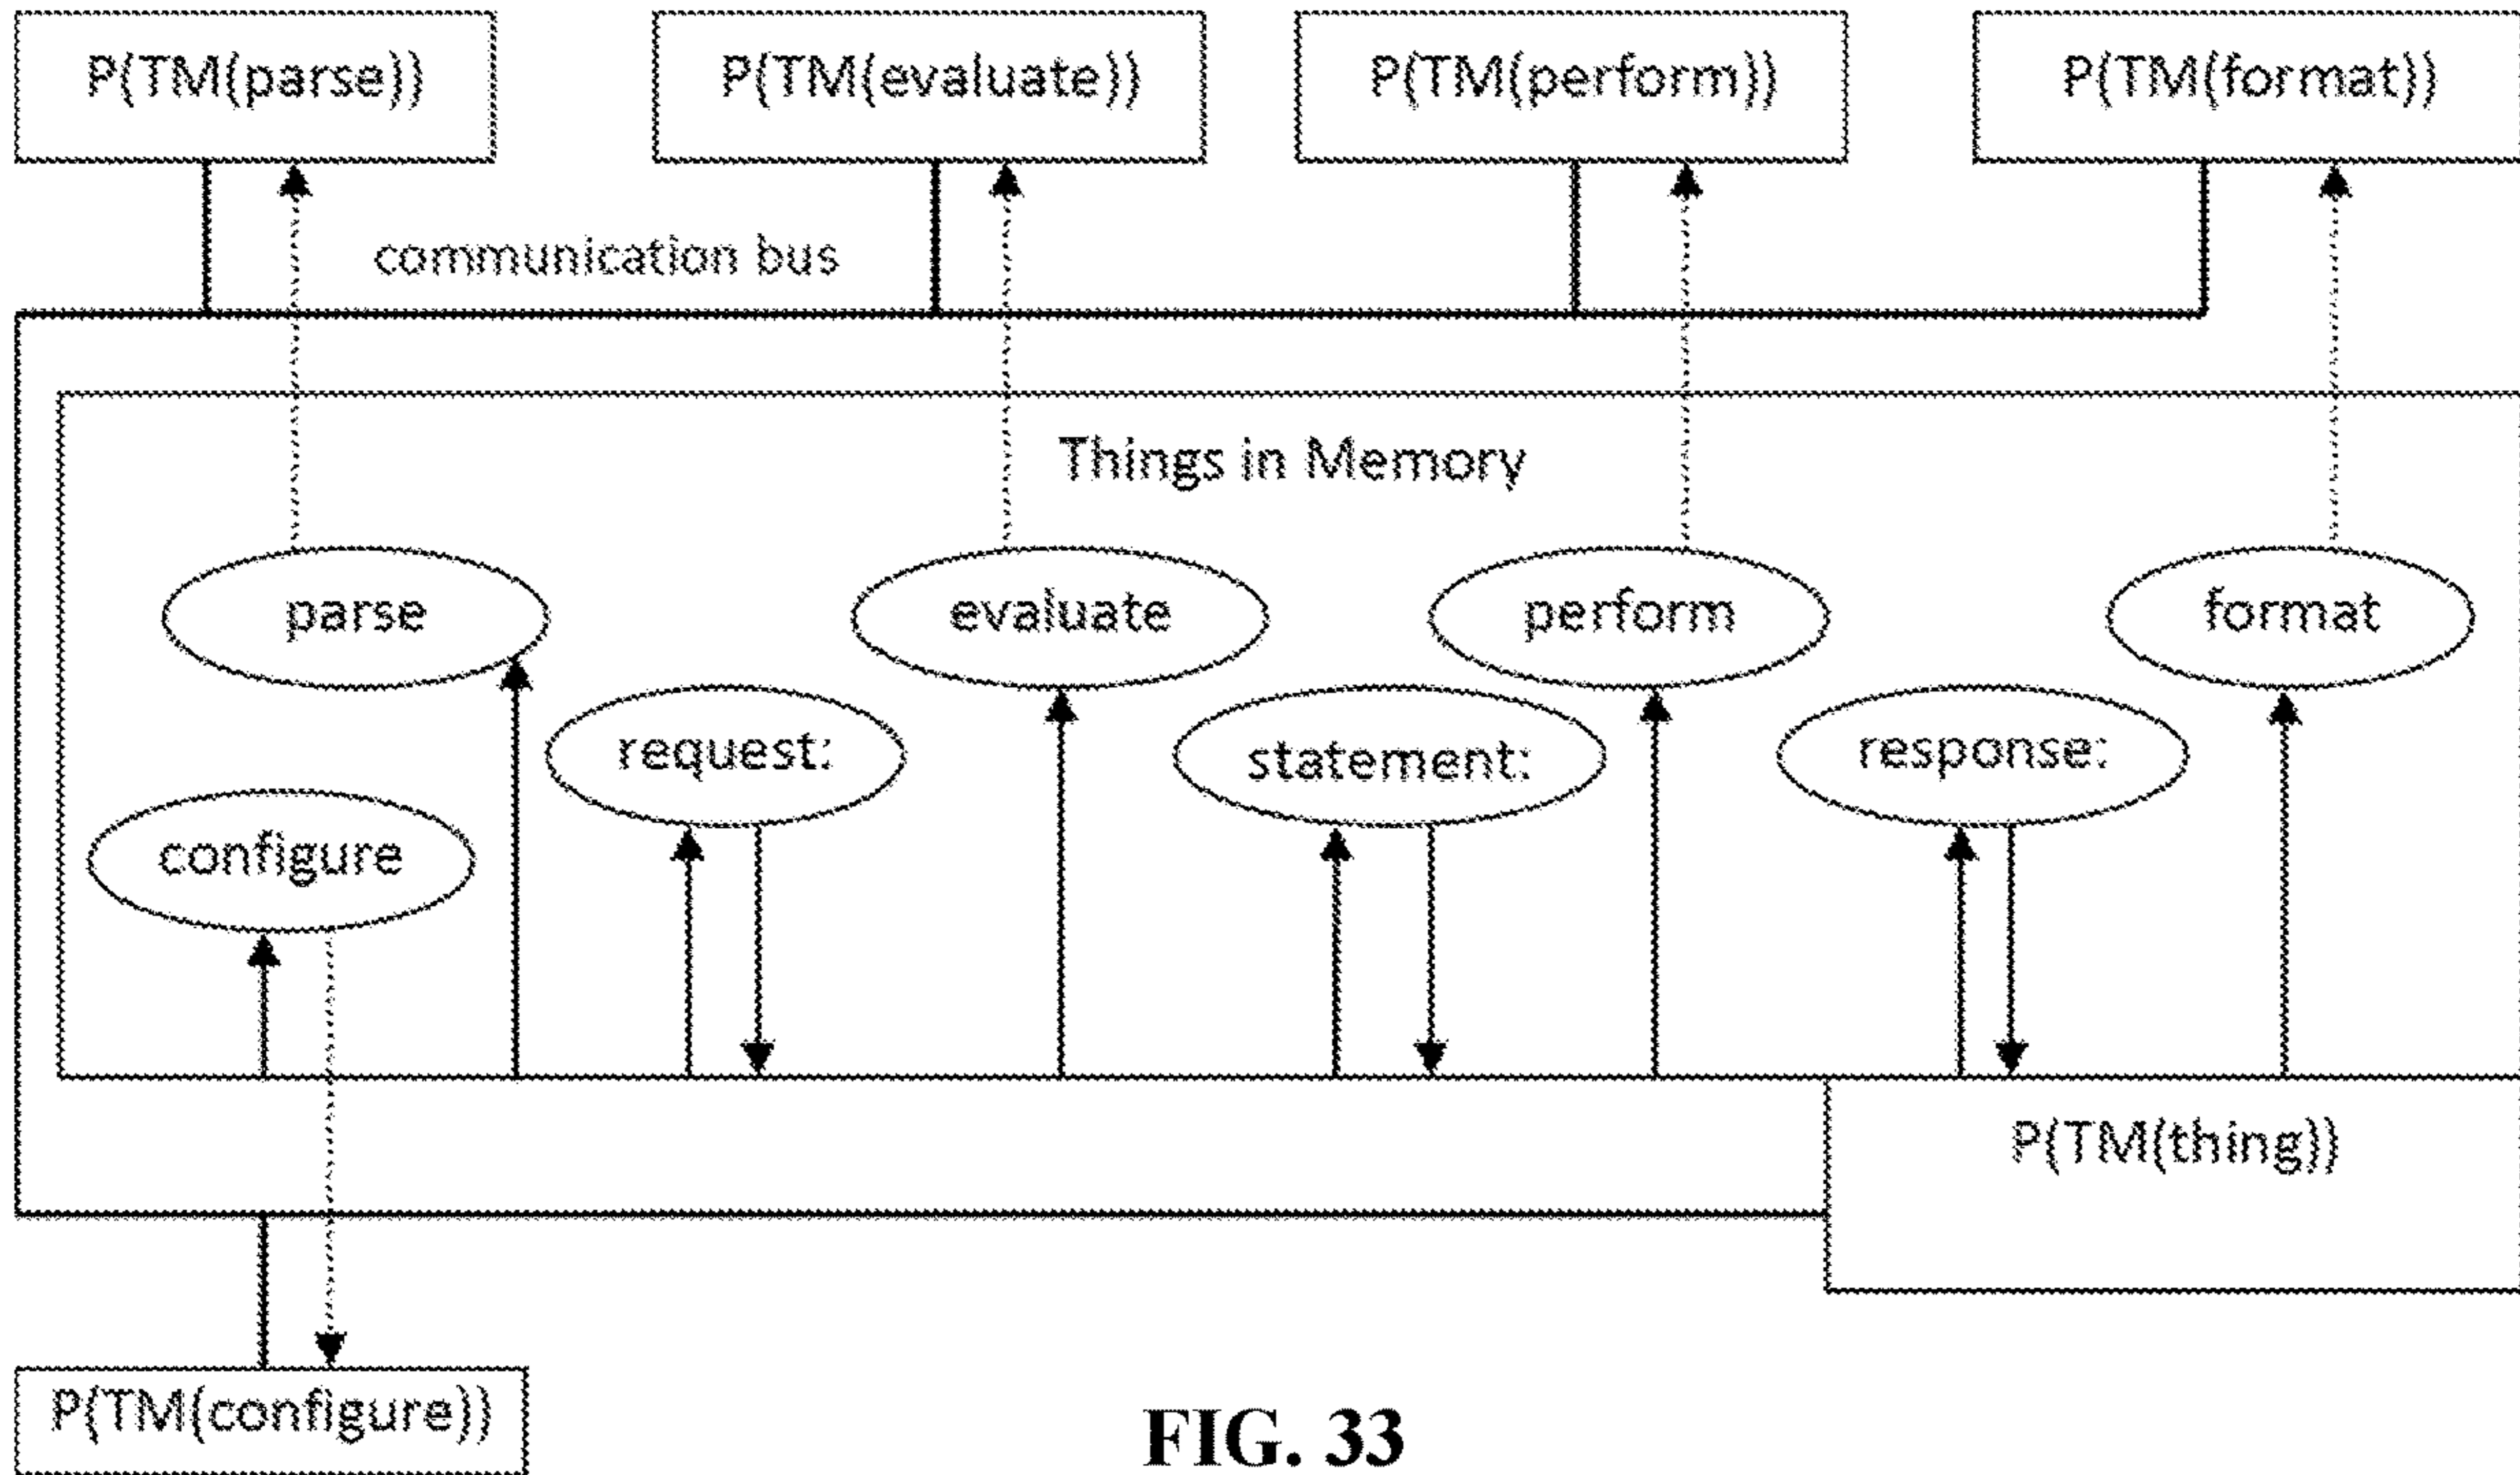 P(TM(parse))
P(TM(evaluate))
P(TM(perform))
P(TM(format))
communication bus
Things in Memory
parse
evaluate
perform
format
request:
statement:
response:
configure
P(TM(thing))
P(TM(configure))
FIG. 33